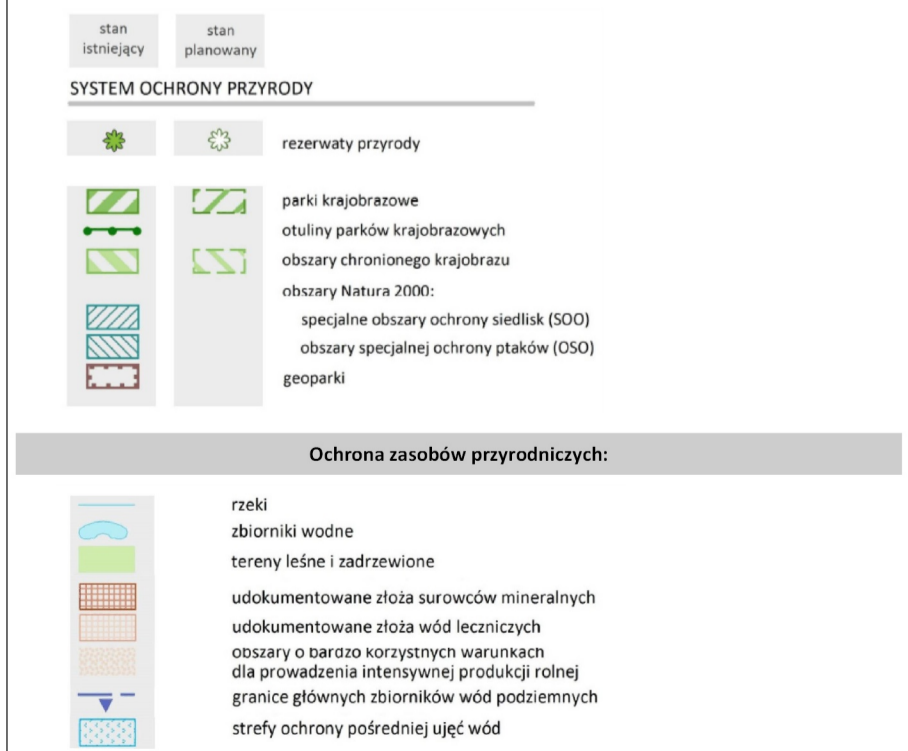 stan istniejący
stan planowany
SYSTEM OCHRONY PRZYRODY
rezerwaty przyrody
parki krajobrazowe
otuliny parków krajobrazowych
obszary chronionego krajobrazu
obszary Natura 2000:
specjalne obszary ochrony siedlisk (SOO)
obszary specjalnej ochrony ptaków (OSO)
geoparki
Ochrona zasobów przyrodniczych:
rzeki
zbiorniki wodne
tereny leśne i zadrzewione
udokumentowane złoża surowców mineralnych
udokumentowane złoża wód leczniczych
obszary o bardzo korzystnych warunkach
dla prowadzenia intensywnej produkcji rolnej
granice głównych zbiorników wód podziemnych
strefy ochrony pośredniej ujęć wód